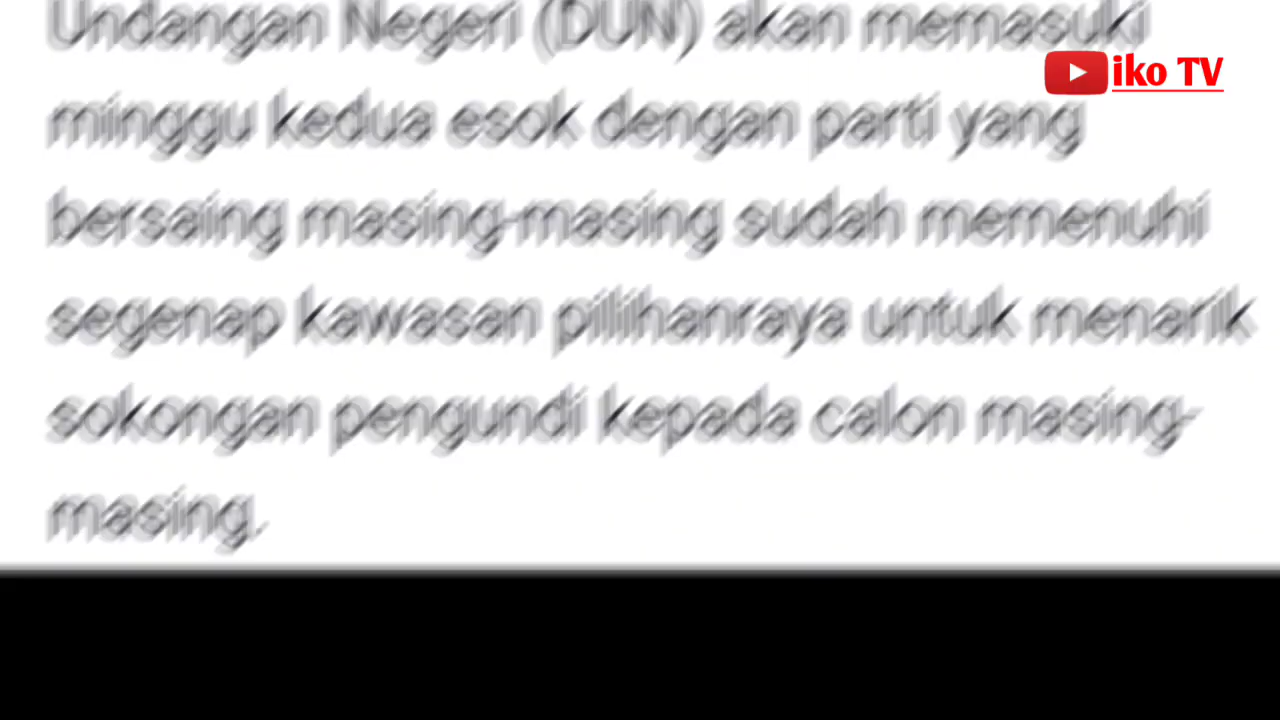 Undangan Negeri (DUN) akan memasuki
iko TV
minggu kedua esok dengan parti yang
bersaing masing-masing sudah memenuhi
segenap kawasan pilihanraya untuk menarik
sokongan pengundi kepada calon masing-
masing.